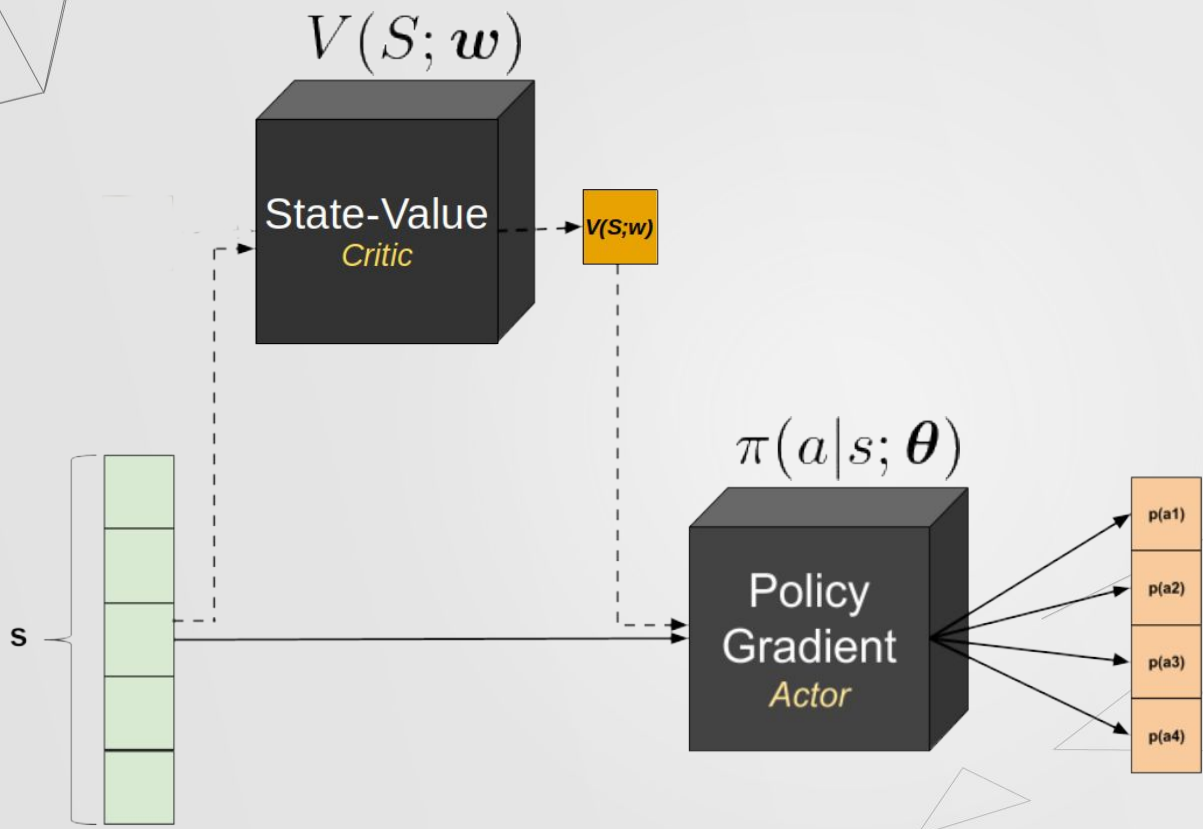 V(S; w)
State-Value
Critic
V(S;w)
π(a|s; θ)
S
Policy
Gradient
Actor
p(a1)
p(a2)
p(a3)
p(a4)